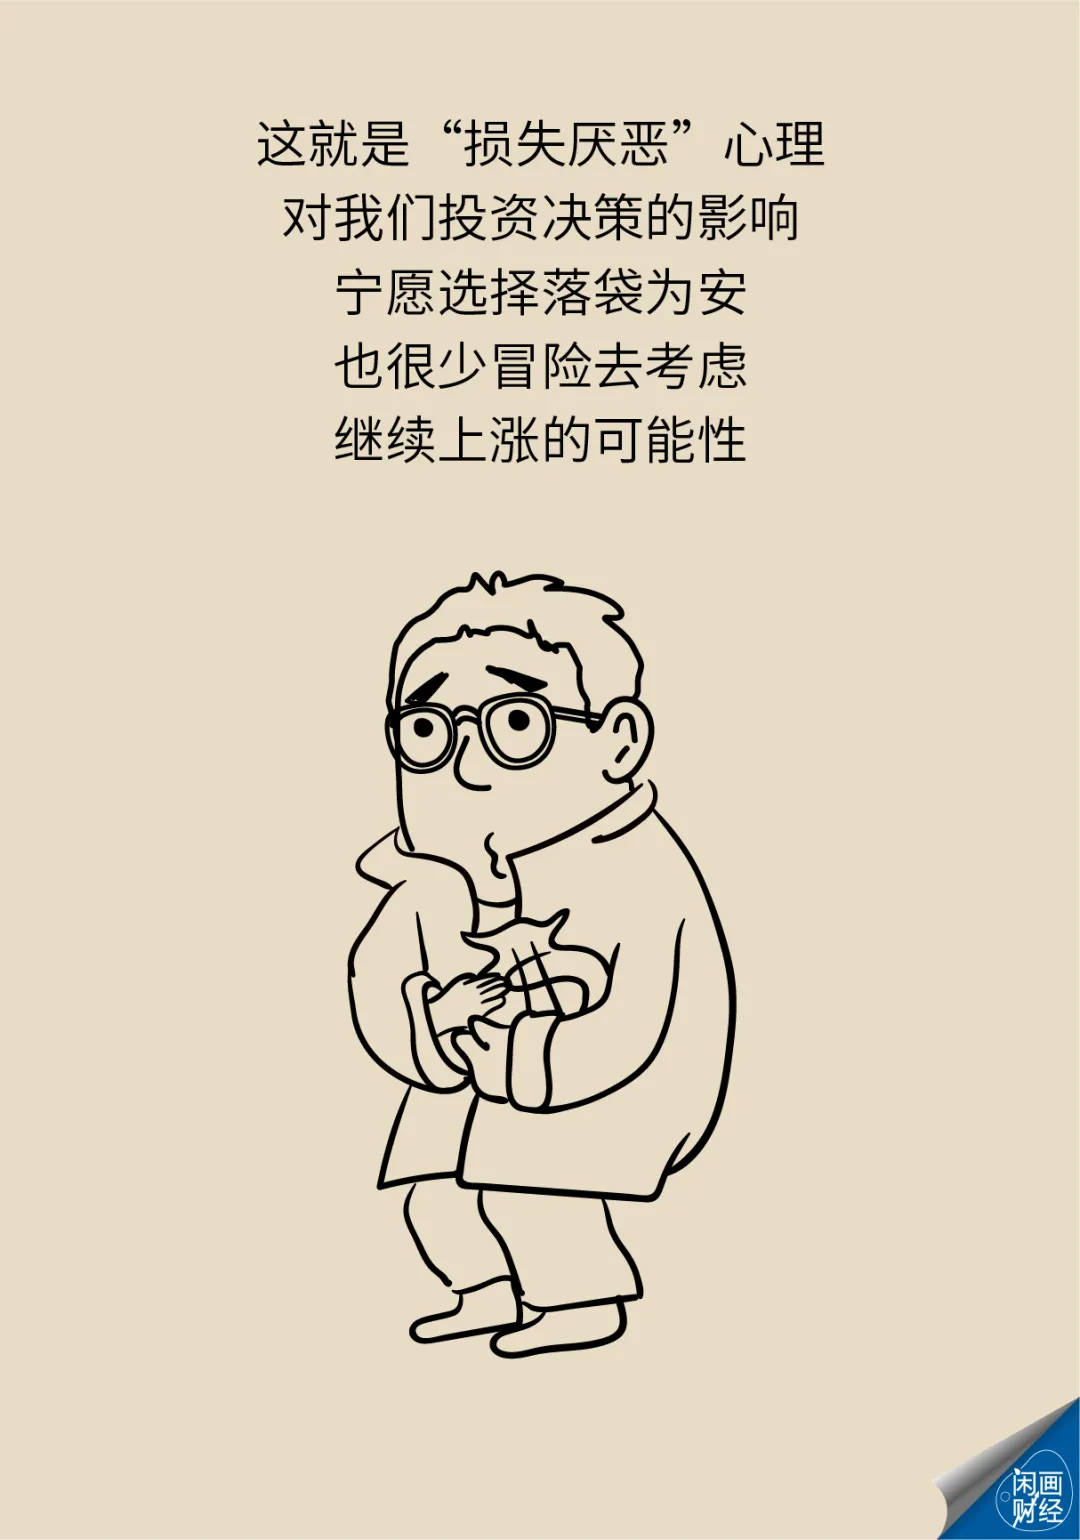 这就是“损失厌恶”心理
对我们投资决策的影响
宁愿选择落袋为安
也很少冒险去考虑
继续上涨的可能性
闲画
财经